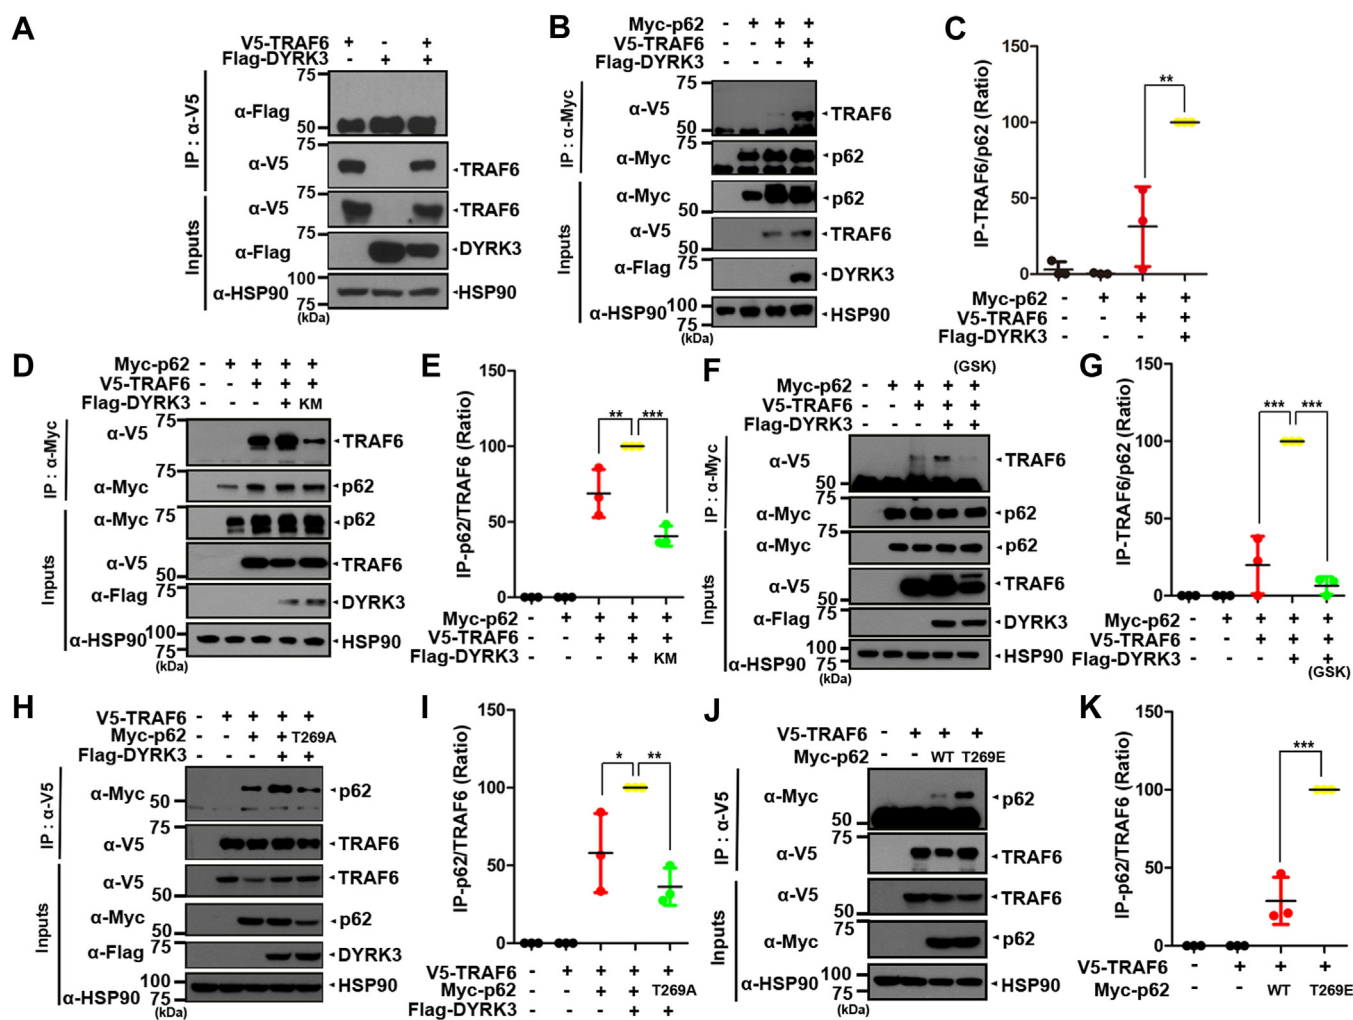 A
V5-TRAF6 + - +
Flag-DYRK3 - + +
IP : α-V5
75
α-Flag
50
75
α-V5
TRAF6
50
Inputs
75
α-V5
TRAF6
50
75
α-Flag
DYRK3
100
α-HSP90
HSP90
75
(kDa)
B
Myc-p62 - + + +
V5-TRAF6 - - + +
Flag-DYRK3 - - - +
IP : α-Myc
75
α-V5
TRAF6
50
75
α-Myc
p62
Inputs
α-Myc
p62
50
α-V5
TRAF6
50
α-Flag
75
DYRK3
α-HSP90
100
HSP90
75
(kDa)
C
IP-TRAF6/p62 (Ratio)
150
100
50
0
**
Myc-p62 - + + +
V5-TRAF6 - - + +
Flag-DYRK3 - - - +
D
Myc-p62 - + + + +
V5-TRAF6 - - + + +
Flag-DYRK3 - - - + KM
IP : α-Myc
75
α-V5
TRAF6
50
α-Myc
p62
Inputs
α-Myc
75
p62
α-V5
TRAF6
50
α-Flag
75
DYRK3
α-HSP90
100
HSP90
75
(kDa)
E
IP-p62/TRAF6 (Ratio)
150
100
50
0
** ***
Myc-p62 - + + + +
V5-TRAF6 - - + + +
Flag-DYRK3 - - - + KM
F
(GSK)
Myc-p62 - + + + +
V5-TRAF6 - - + + +
Flag-DYRK3 - - - + +
IP : α-Myc
α-V5
TRAF6
50
75
α-Myc
p62
Inputs
75
α-Myc
p62
α-V5
TRAF6
50
α-Flag
DYRK3
100
α-HSP90
75
HSP90
(kDa)
G
IP-TRAF6/p62 (Ratio)
150
100
50
0
*** ***
Myc-p62 - + + + +
V5-TRAF6 - - + + +
Flag-DYRK3 - - - + +
(GSK)
H
V5-TRAF6 - + + + +
Myc-p62 - - + + T269A
Flag-DYRK3 - - - + +
IP : α-V5
α-Myc
p62
50
75
α-V5
TRAF6
Inputs
α-V5
TRAF6
50
α-Myc
p62
50
α-Flag
75
DYRK3
α-HSP90
100
HSP90
75
(kDa)
I
IP-p62/TRAF6 (Ratio)
150
100
50
0
* **
V5-TRAF6 - + + + +
Myc-p62 - - + + T269A
Flag-DYRK3 - - - + +
J
V5-TRAF6 - + + +
Myc-p62 - - WT T269E
IP : α-V5
α-Myc
p62
50
75
α-V5
TRAF6
Inputs
α-V5
TRAF6
50
75
α-Myc
p62
α-HSP90
100
HSP90
75
(kDa)
K
IP-p62/TRAF6 (Ratio)
150
100
50
0
***
V5-TRAF6 - + + +
Myc-p62 - - WT T269E